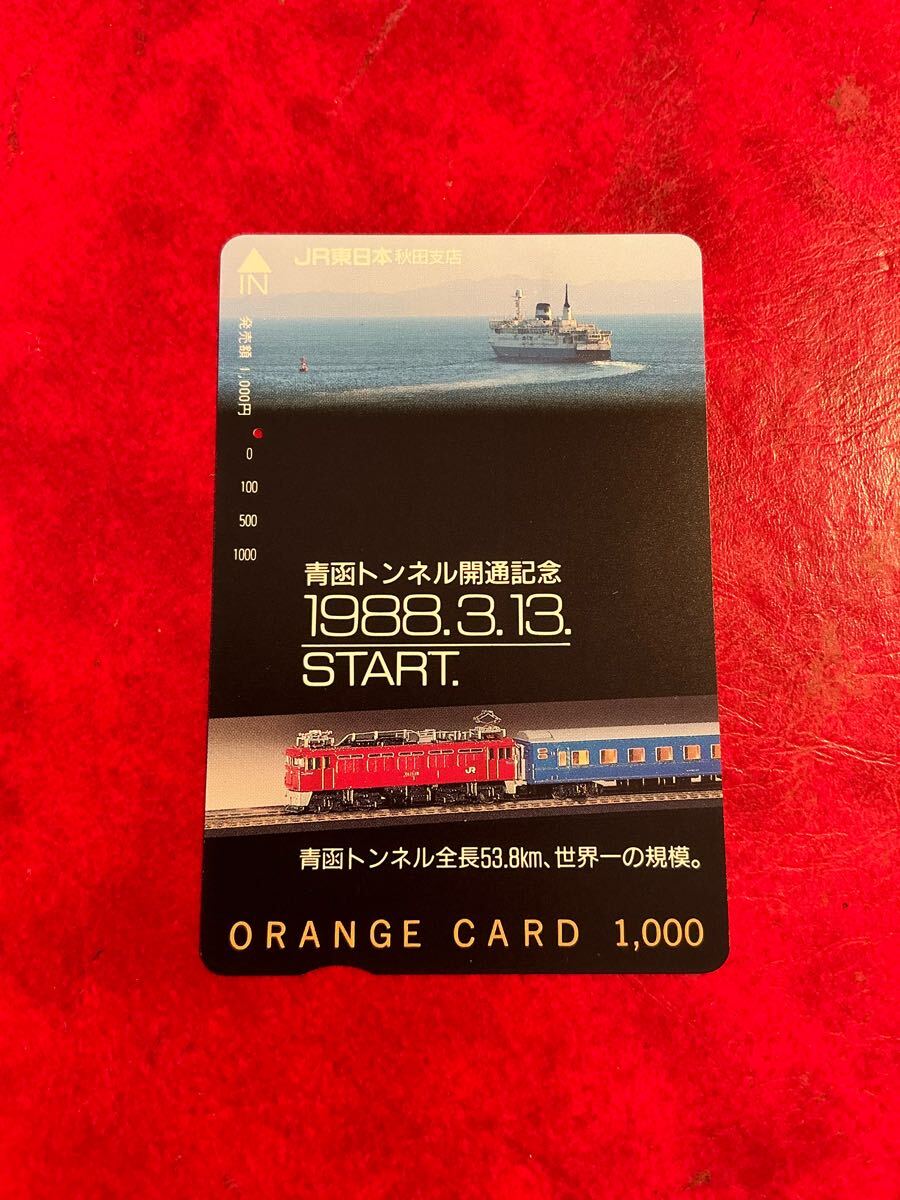 JR東日本 秋田支店
IN
発売額 1,000円
0
100
500
1000
青函トンネル開通記念
1988.3.13.
START.
JR
青函トンネル全長53.8km、世界一の規模。
ORANGE CARD 1,000